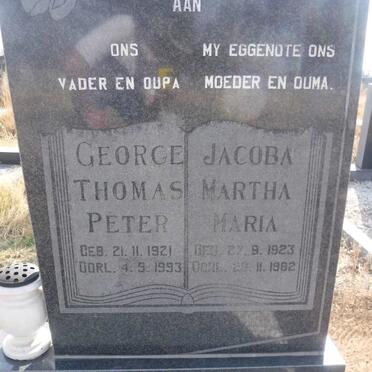 AAN
ONS
VADER EN OUPA
GEORGE
THOMAS
PETER
GEB. 21.11.1921
OORL. 4.9.1993
MY EGGENOTE ONS
MOEDER EN OUMA.
JACOBA
MARTHA
MARIA
GEB. 27.9.1923
OORL. 11.1982